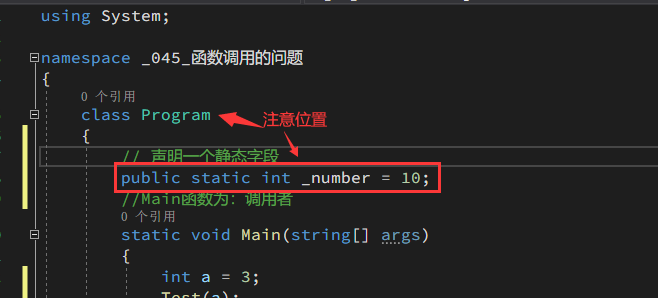 using System;
namespace _045_函数调用的问题
{
0 个引用
class Program
注意位置
{
// 声明一个静态字段
public static int _number = 10;
//Main函数为：调用者
0 个引用
static void Main(string[] args)
{
int a = 3;
Test(a);